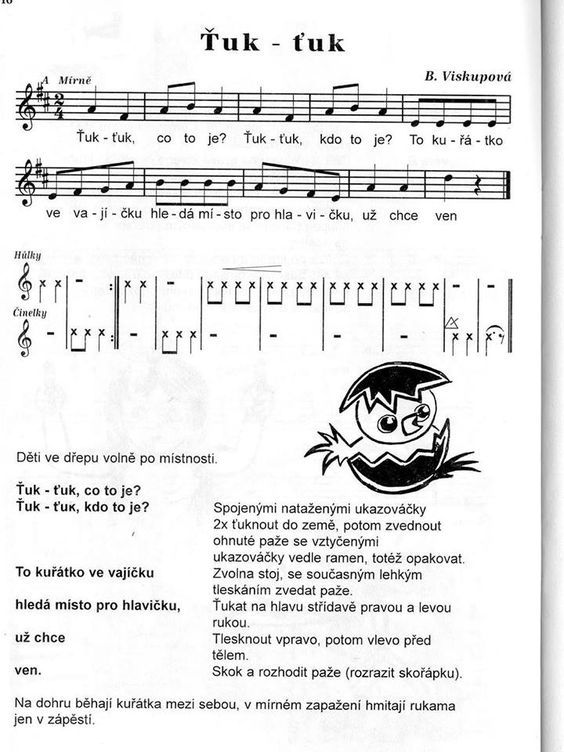 Ťuk - ťuk
B. Viskupová
A Mírně
2 4
Ťuk - ťuk, co to je? Ťuk - ťuk, kdo to je? To ku - řá - tko
ve va - jí - čku hle - dá mí - sto pro hla - vi - čku, už chce ven
Hůlky
Činelky
Děti ve dřepu volně po místnosti.
Ťuk - ťuk, co to je?
Ťuk - ťuк, kdo to je? Spojenými nataženými ukazováčky
2x ťuknout do země, potom zvednout
ohnuté paže se vztyčenými
ukazováčky vedle ramen, totéž opakovat.
To kuřátko ve vajíčku Zvolna stoj, se současným lehkým
tleskáním zvedat paže.
hledá místo pro hlavičku, Ťukat na hlavu střídavě pravou a levou
rukou.
už chce Tlesknout vpravo, potom vlevo před
tělem.
ven. Skok a rozhodit paže (rozrazit skořápku).
Na dohru běhají kuřátka mezi sebou, v mírném zapažení hmitají rukama
jen v zápěstí.